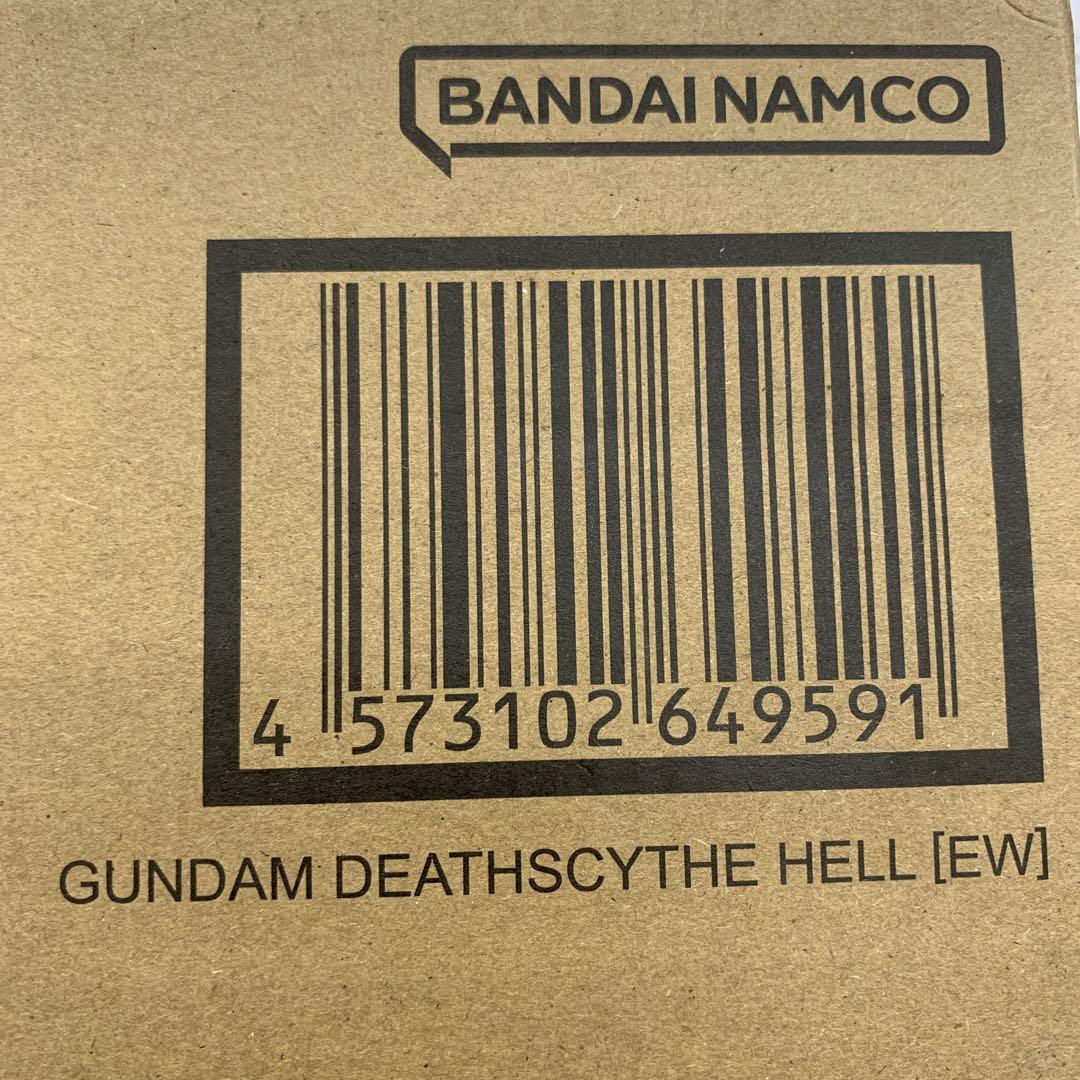 BANDAI NAMCO
4 573102 649591
GUNDAM DEATHSCYTHE HELL [EW]